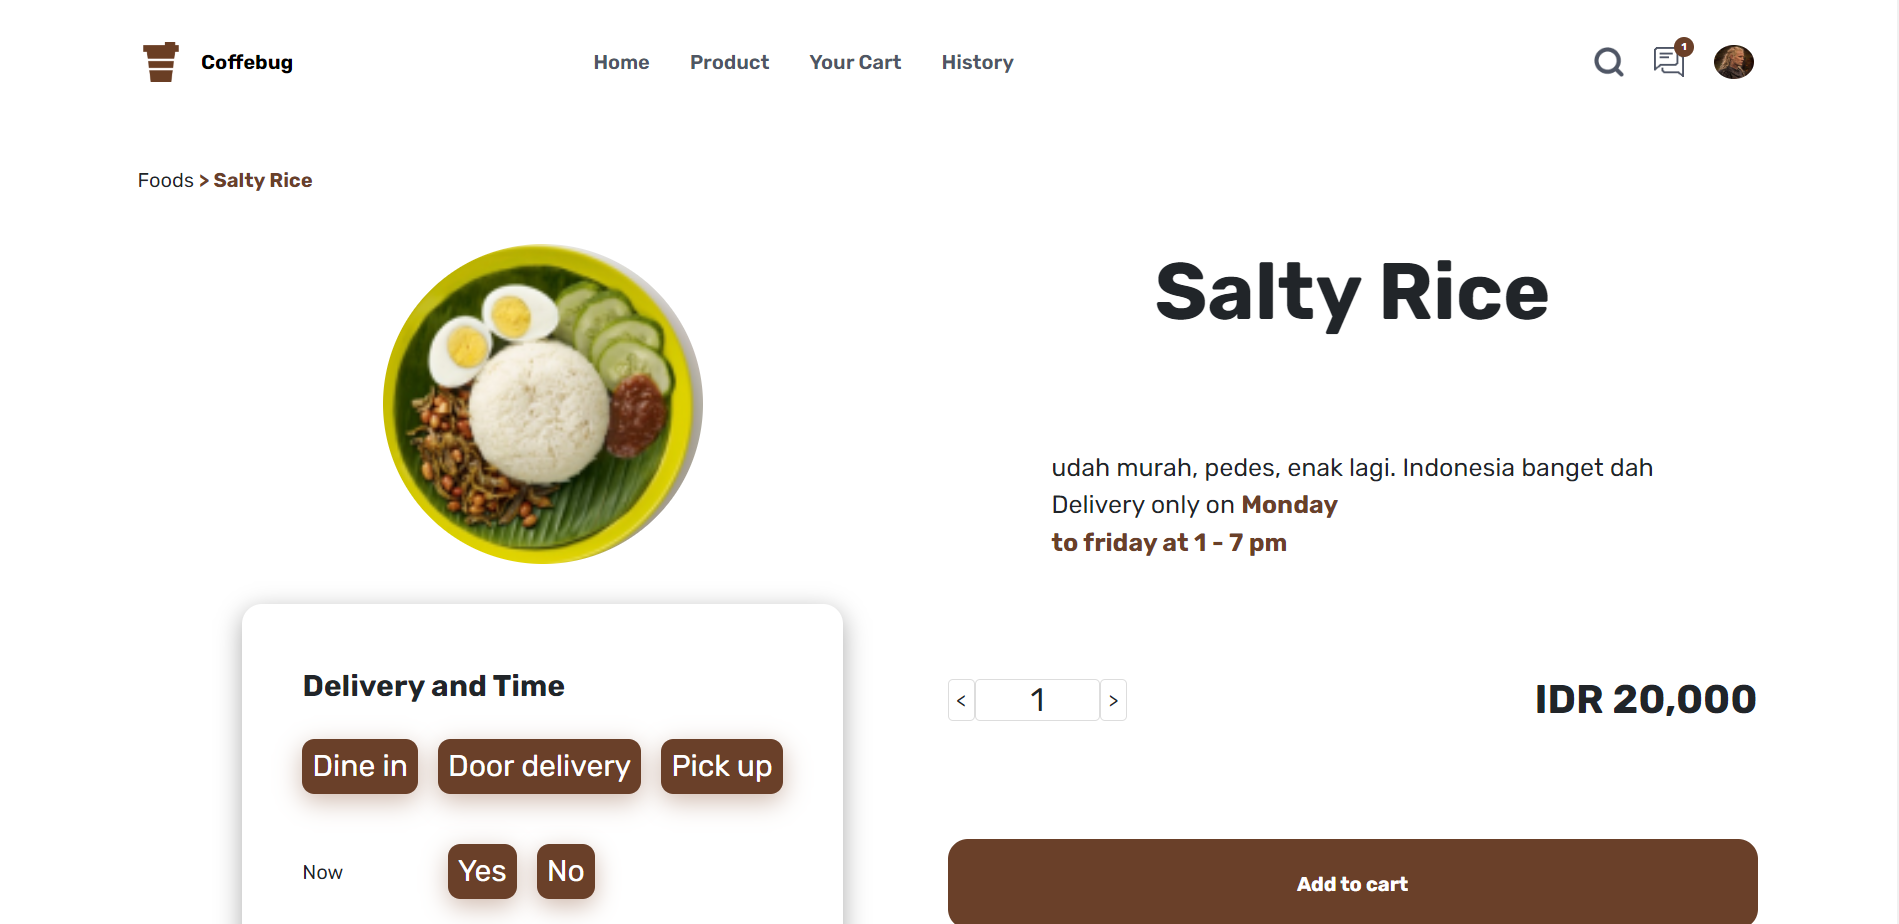 Coffebug
Home Product Your Cart History
1
Foods > Salty Rice
Salty Rice
udah murah, pedes, enak lagi. Indonesia banget dah
Delivery only on Monday
to friday at 1 - 7 pm
Delivery and Time
Dine in Door delivery Pick up
Now Yes No
< 1 >
IDR 20,000
Add to cart